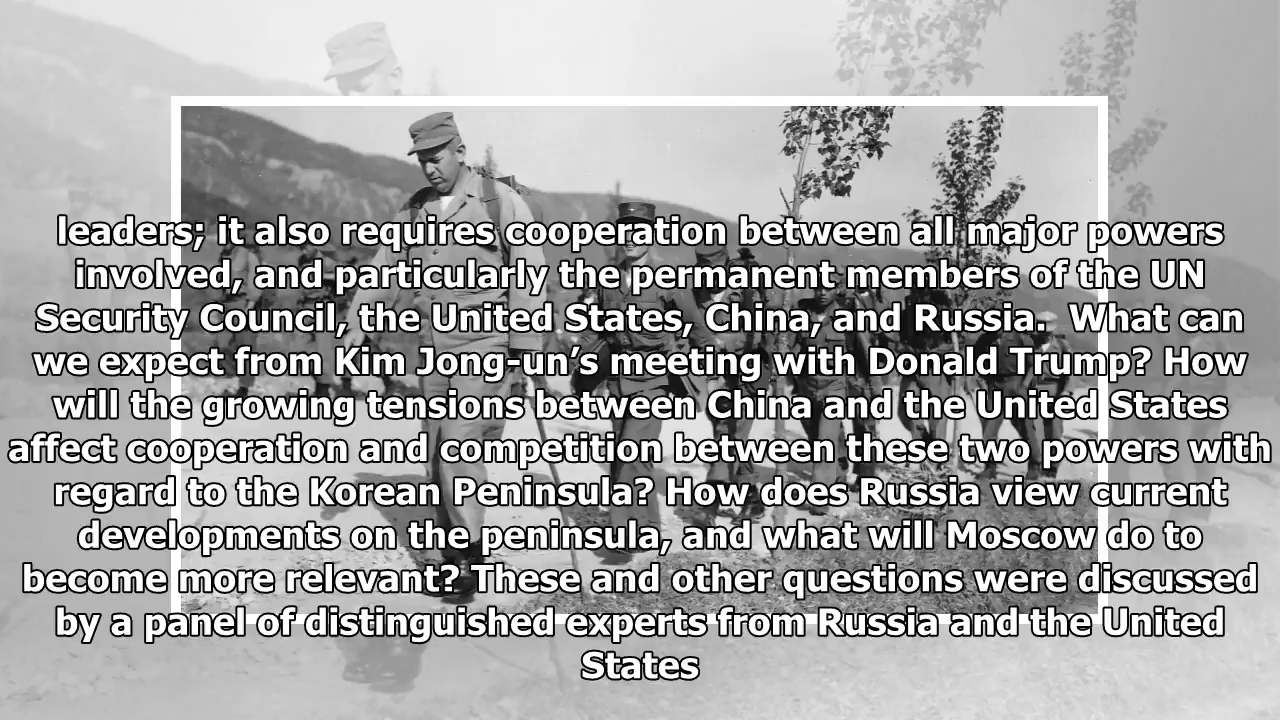 leaders; it also requires cooperation between all major powers
involved, and particularly the permanent members of the UN
Security Council, the United States, China, and Russia.  What can
we expect from Kim Jong-un’s meeting with Donald Trump? How
will the growing tensions between China and the United States
affect cooperation and competition between these two powers with
regard to the Korean Peninsula? How does Russia view current
developments on the peninsula, and what will Moscow do to
become more relevant? These and other questions were discussed
by a panel of distinguished experts from Russia and the United
States